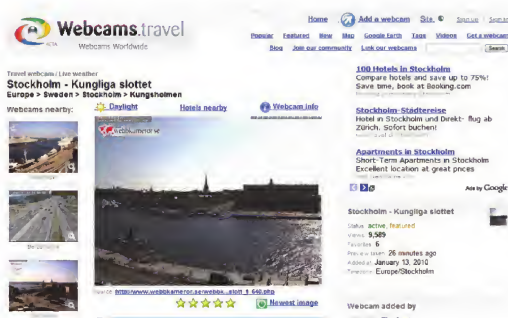 Webcams.travel
BETA
Webcams Worldwide
Home
Add a webcam
Popular Featured New Map Google Earth Tags Videos Get a webcam
Blog Join our community Link our webcams
Search
Travel webcam / Live weather
Stockholm - Kungliga slottet
Europe > Sweden > Stockholm > Kungsholmen
Webcams nearby:
Daylight
Hotels nearby
Webcam info
webbkameror.se
Newest image
100 Hotels in Stockholm
Compare hotels and save up to 75%!
Save time, book at Booking.com
Stockholm-Städtereise
Hotel in Stockholm und Direkt- flug ab
Zürich. Sofort buchen!
Apartments in Stockholm
Short-Term Apartments in Stockholm
Excellent location at great prices
Ads by Google
Stockholm - Kungliga slottet
Status: active, featured
Views: 9,589
Favorites: 6
26 minutes ago
January 13, 2010
Timezone: Europe/Stockholm
Webcam added by